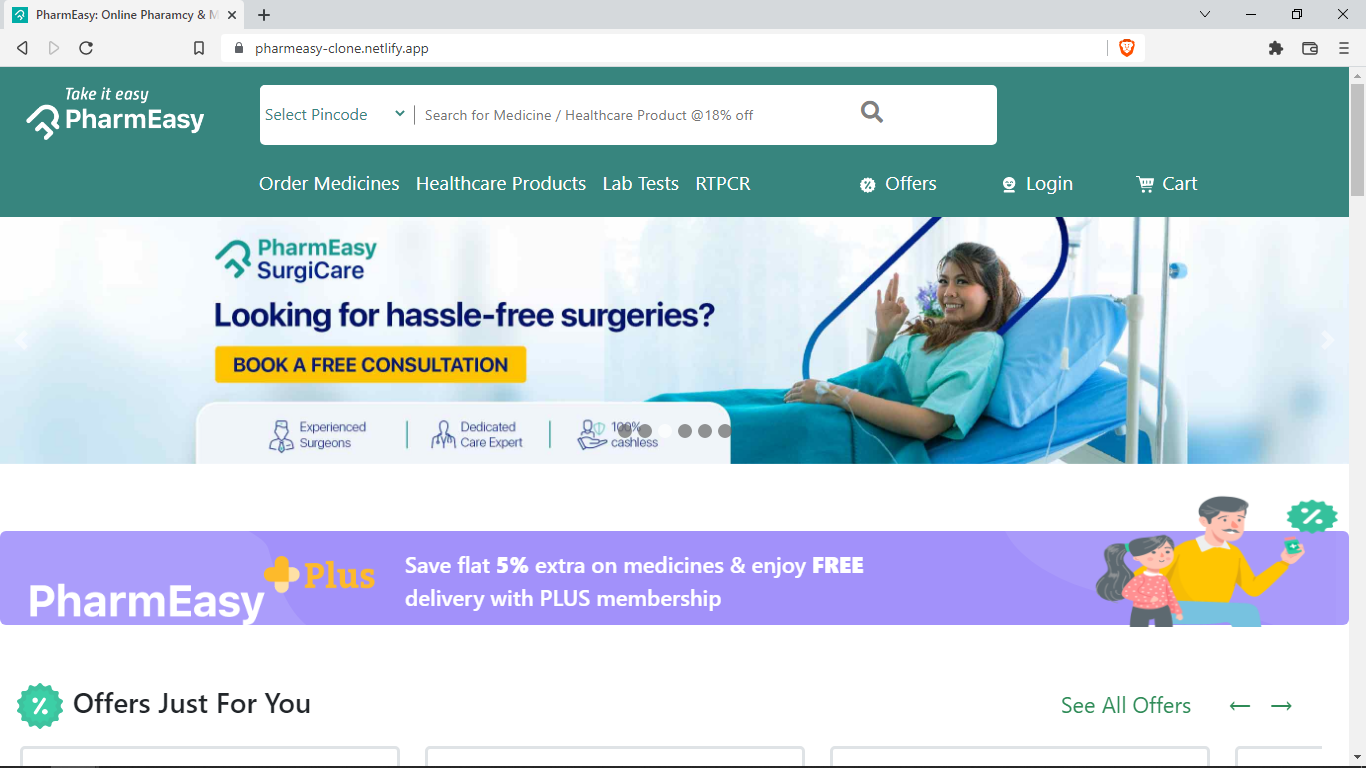 PharmEasy: Online Pharamcy & M
pharmeasy-clone.netlify.app
Take it easy
PharmEasy
Select Pincode
Search for Medicine / Healthcare Product @18% off
Order Medicines Healthcare Products Lab Tests RTPCR Offers Login Cart
PharmEasy
SurgiCare
Looking for hassle-free surgeries?
BOOK A FREE CONSULTATION
Experienced
Surgeons
Dedicated
Care Expert
100%
cashless
PharmEasy Plus
Save flat 5% extra on medicines & enjoy FREE
delivery with PLUS membership
Offers Just For You
See All Offers